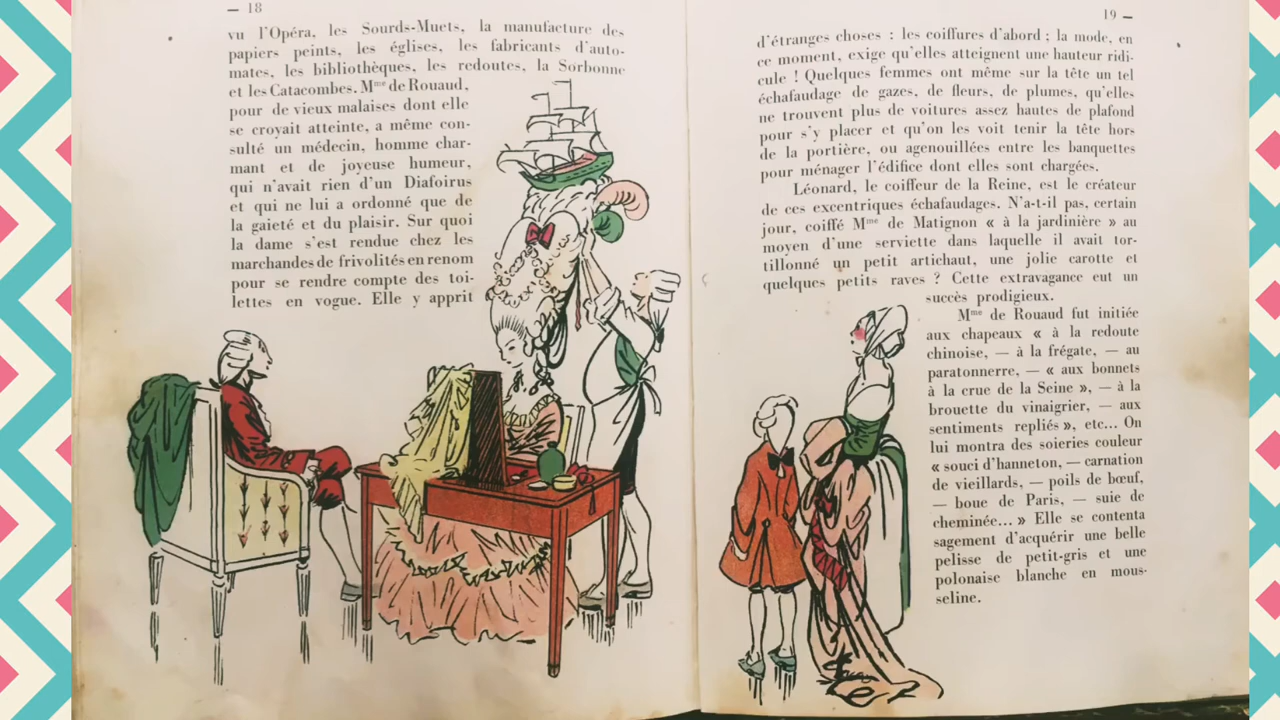 — 18
vu l'Opéra, les Sourds-Muets, la manufacture des
papiers peints, les églises, les fabricants d'auto-
mates, les bibliothèques, les redoutes, la Sorbonne
et les Catacombes. Mme de Rouaud,
pour de vieux malaises dont elle
se croyait atteinte, a même con-
sulté un médecin, homme char-
mant et de joyeuse humeur,
qui n'avait rien d'un Diafoirus
et qui ne lui a ordonné que de
la gaieté et du plaisir. Sur quoi
la dame s'est rendue chez les
marchandes de frivolités en renom
pour se rendre compte des toi-
lettes en vogue. Elle y apprit
19 —
d'étranges choses : les coiffures d'abord ; la mode, en
ce moment, exige qu'elles atteignent une hauteur ridi-
cule ! Quelques femmes ont même sur la tête un tel
échafaudage de gazes, de fleurs, de plumes, qu'elles
ne trouvent plus de voitures assez hautes de plafond
pour s'y placer et qu'on les voit tenir la tête hors
de la portière, ou agenouillées entre les banquettes
pour ménager l'édifice dont elles sont chargées.
Léonard, le coiffeur de la Reine, est le créateur
de ces excentriques échafaudages. N'a-t-il pas, certain
jour, coiffé Mme de Matignon « à la jardinière » au
moyen d'une serviette dans laquelle il avait tor-
tillonné un petit artichaut, une jolie carotte et
quelques petits raves ? Cette extravagance eut un
succès prodigieux.
Mme de Rouaud fut initiée
aux chapeaux « à la redoute
chinoise, — à la frégate, — au
paratonnerre, — « aux bonnets
à la crue de la Seine », — à la
brouette du vinaigrier, — aux
sentiments repliés », etc... On
lui montra des soieries couleur
« souci d'hanneton, — carnation
de vieillards, — poils de bœuf,
— boue de Paris, — suie de
cheminée... » Elle se contenta
sagement d'acquérir une belle
pelisse de petit-gris et une
polonaise blanche en mous-
seline.